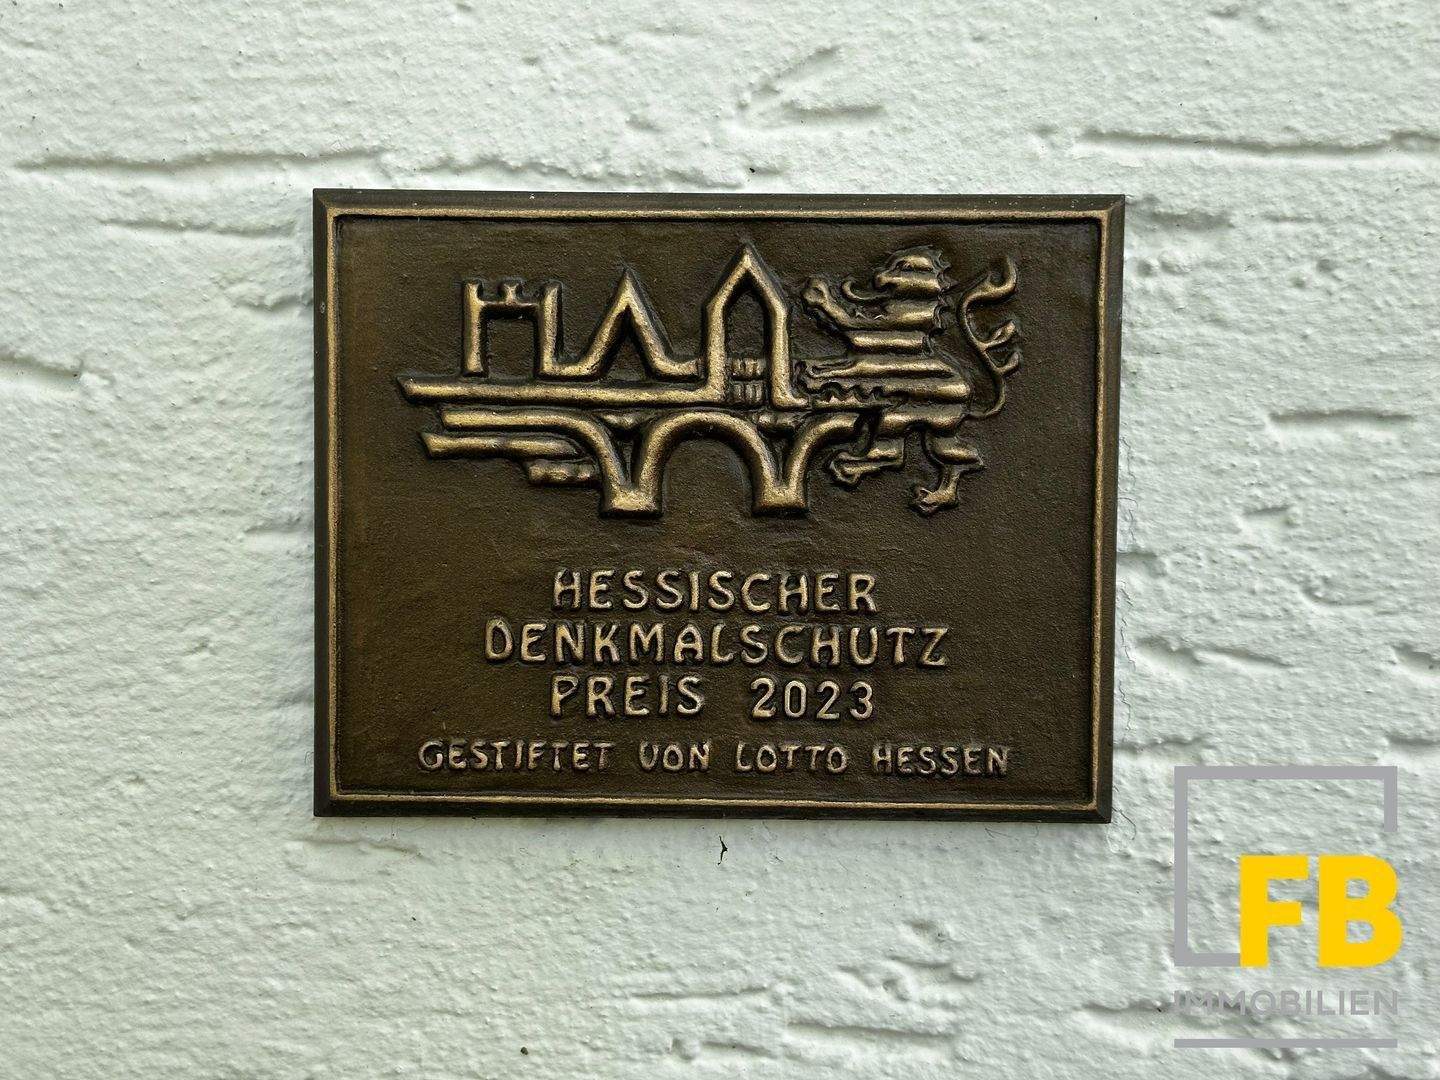 HESSISCHER
DENKMALSCHUTZ
PREIS 2023
GESTIFTET VON LOTTO HESSEN
FB
IMMOBILIEN